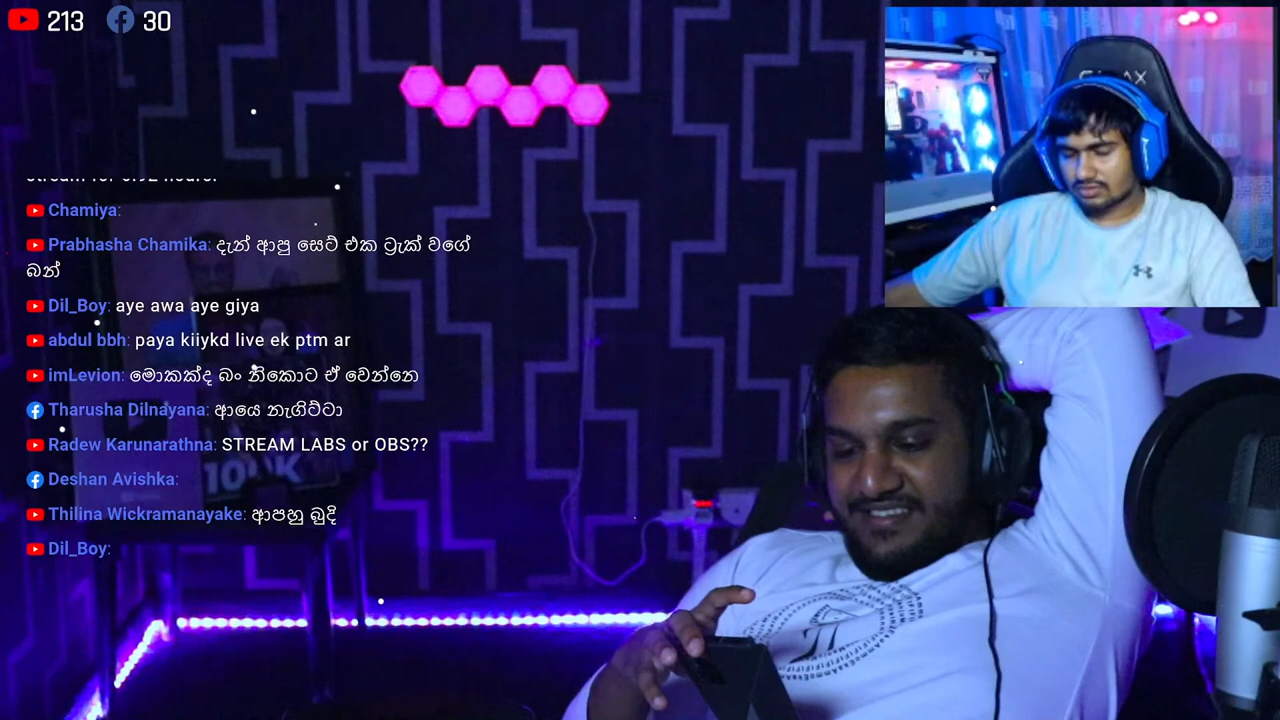 213 30
Chamiya:
Prabhasha Chamika: දැන් ආපු සෙට් එක ට්‍රැක් වගේ
බන්
Dil_Boy: aye awa aye giya
abdul bbh: paya kiiykd live ek ptm ar
imLevion: මොකක්ද බං නිකොට ඒ වෙන්නෙ
Tharusha Dilnayana: ආයෙ නැගිට්ටා
Radew Karunarathna: STREAM LABS or OBS??
Deshan Avishka:
Thilina Wickramanayake: ආපහු බුදි
Dil_Boy:
100K